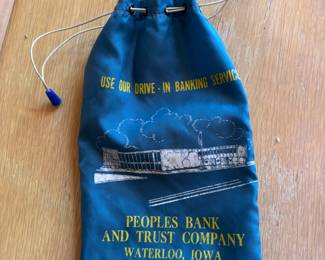 USE OUR DRIVE-IN BANKING SERVICE
PEOPLES BANK
AND TRUST COMPANY
WATERLOO, IOWA